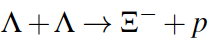 Λ + Λ → Ξ⁻ + p